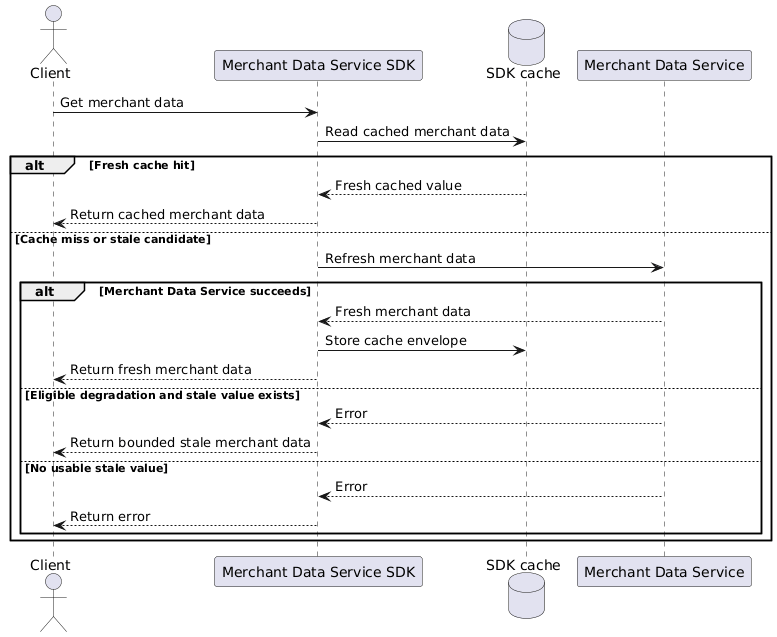 Client
Merchant Data Service SDK
SDK cache
Merchant Data Service
Get merchant data
Read cached merchant data
alt [Fresh cache hit]
Fresh cached value
Return cached merchant data
[Cache miss or stale candidate]
Refresh merchant data
alt [Merchant Data Service succeeds]
Fresh merchant data
Store cache envelope
Return fresh merchant data
[Eligible degradation and stale value exists]
Error
Return bounded stale merchant data
[No usable stale value]
Error
Return error
Client
Merchant Data Service SDK
SDK cache
Merchant Data Service